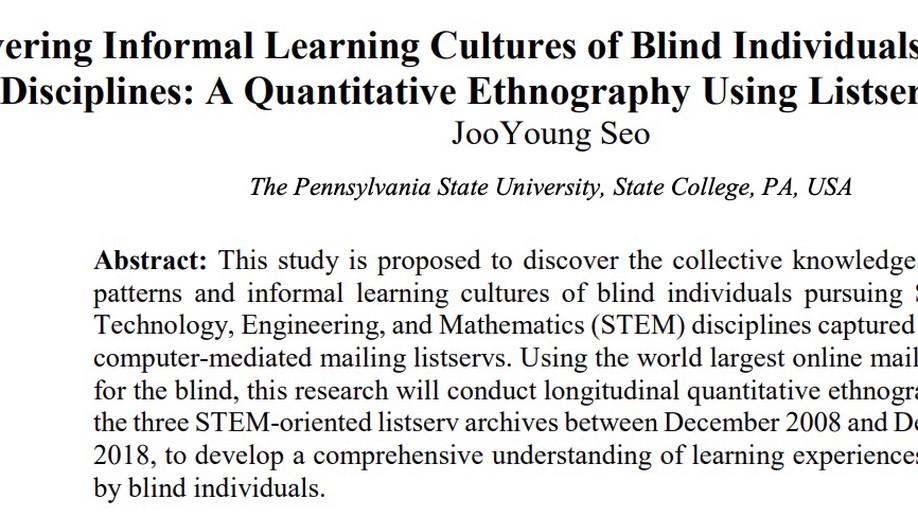 vering Informal Learning Cultures of Blind Individuals
Disciplines: A Quantitative Ethnography Using Listser
JooYoung Seo
The Pennsylvania State University, State College, PA, USA
Abstract: This study is proposed to discover the collective knowledge
patterns and informal learning cultures of blind individuals pursuing S
Technology, Engineering, and Mathematics (STEM) disciplines captured
computer-mediated mailing listservs. Using the world largest online mail
for the blind, this research will conduct longitudinal quantitative ethnogra
the three STEM-oriented listserv archives between December 2008 and De
2018, to develop a comprehensive understanding of learning experiences
by blind individuals.